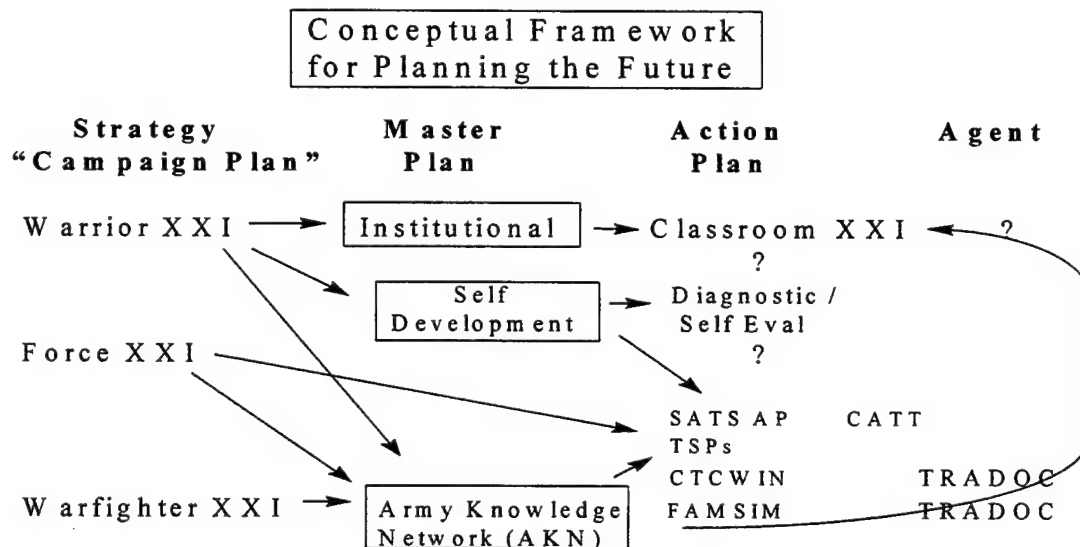 Conceptual Framework
for Planning the Future
Strategy Master Action Agent
"Campaign Plan" Plan Plan
Warrior XXI Institutional Classroom XXI ?
?
Self Diagnostic /
Development Self Eval
?
Force XXI
SATSAP CATT
TSPs
CTCWIN TRADOC
Warfighter XXI Army Knowledge FAMSIM TRADOC
Network (AKN)